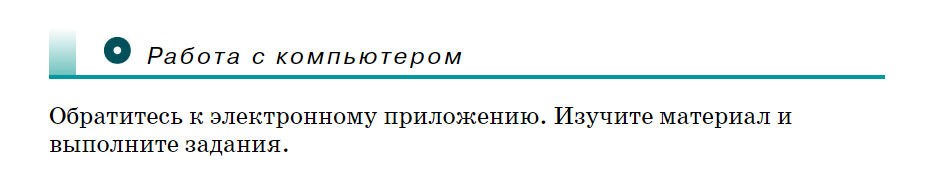 Работа с компьютером
Обратитесь к электронному приложению. Изучите материал и
выполните задания.